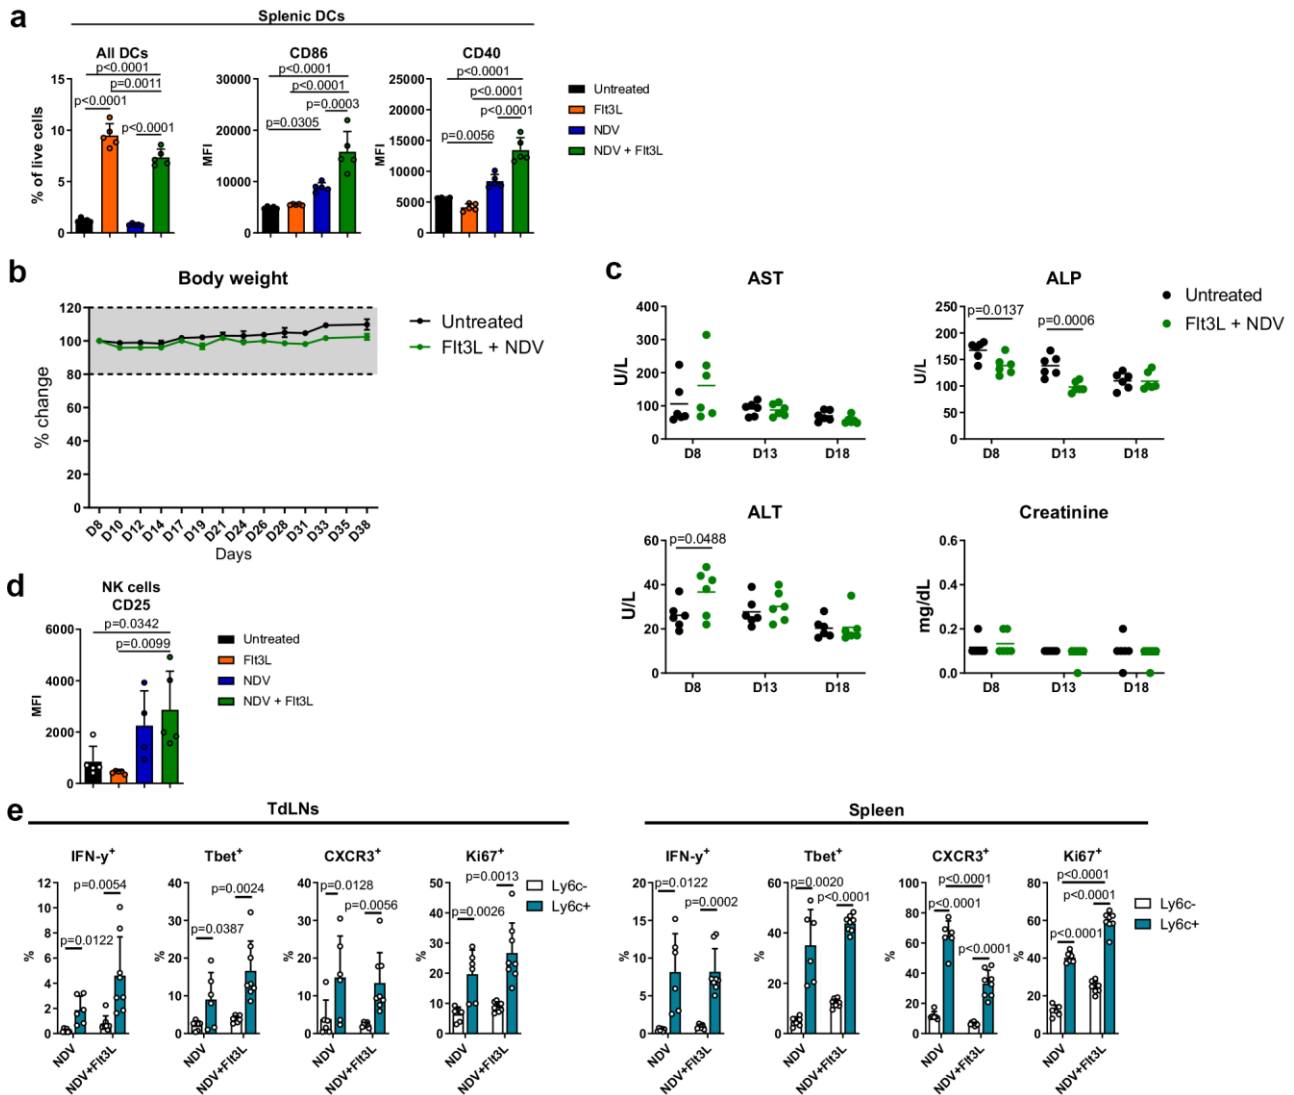 a
Splenic DCs
All DCs
CD86
CD40
p<0.0001
p=0.0011
p<0.0001
p<0.0001
15
10
5
0
% of live cells
p<0.0001
p<0.0001
p=0.0003
p=0.0305
30000
20000
10000
0
MFI
p<0.0001
p<0.0001
p<0.0001
p=0.0056
25000
20000
15000
10000
5000
0
MFI
Untreated
Flt3L
NDV
NDV + Flt3L
b
Body weight
120
100
80
60
40
20
0
% change
D8 D10 D12 D14 D17 D19 D21 D24 D26 D28 D31 D33 D35 D38
Days
Untreated
Flt3L + NDV
c
AST
400
300
200
100
0
U/L
D8 D13 D18
ALP
250
200
150
100
50
0
U/L
p=0.0137
p=0.0006
D8 D13 D18
Untreated
Flt3L + NDV
ALT
60
40
20
0
U/L
p=0.0488
D8 D13 D18
Creatinine
0.6
0.4
0.2
0.0
mg/dL
D8 D13 D18
d
NK cells
CD25
p=0.0342
p=0.0099
6000
4000
2000
0
MFI
Untreated
Flt3L
NDV
NDV + Flt3L
e
TdLNs
IFN-y+
12
10
8
6
4
2
0
%
p=0.0054
p=0.0122
NDV
NDV+Flt3L
Tbet+
40
30
20
10
0
%
p=0.0024
p=0.0387
NDV
NDV+Flt3L
CXCR3+
40
30
20
10
0
%
p=0.0128
p=0.0056
NDV
NDV+Flt3L
Ki67+
50
40
30
20
10
0
%
p=0.0013
p=0.0026
NDV
NDV+Flt3L
Ly6c-
Ly6c+
Spleen
IFN-y+
20
15
10
5
0
%
p=0.0122
p=0.0002
NDV
NDV+Flt3L
Tbet+
60
40
20
0
%
p=0.0020
p<0.0001
NDV
NDV+Flt3L
CXCR3+
100
80
60
40
20
0
%
p<0.0001
p<0.0001
p<0.0001
NDV
NDV+Flt3L
Ki67+
80
60
40
20
0
%
p<0.0001
p<0.0001
p<0.0001
NDV
NDV+Flt3L
Ly6c-
Ly6c+